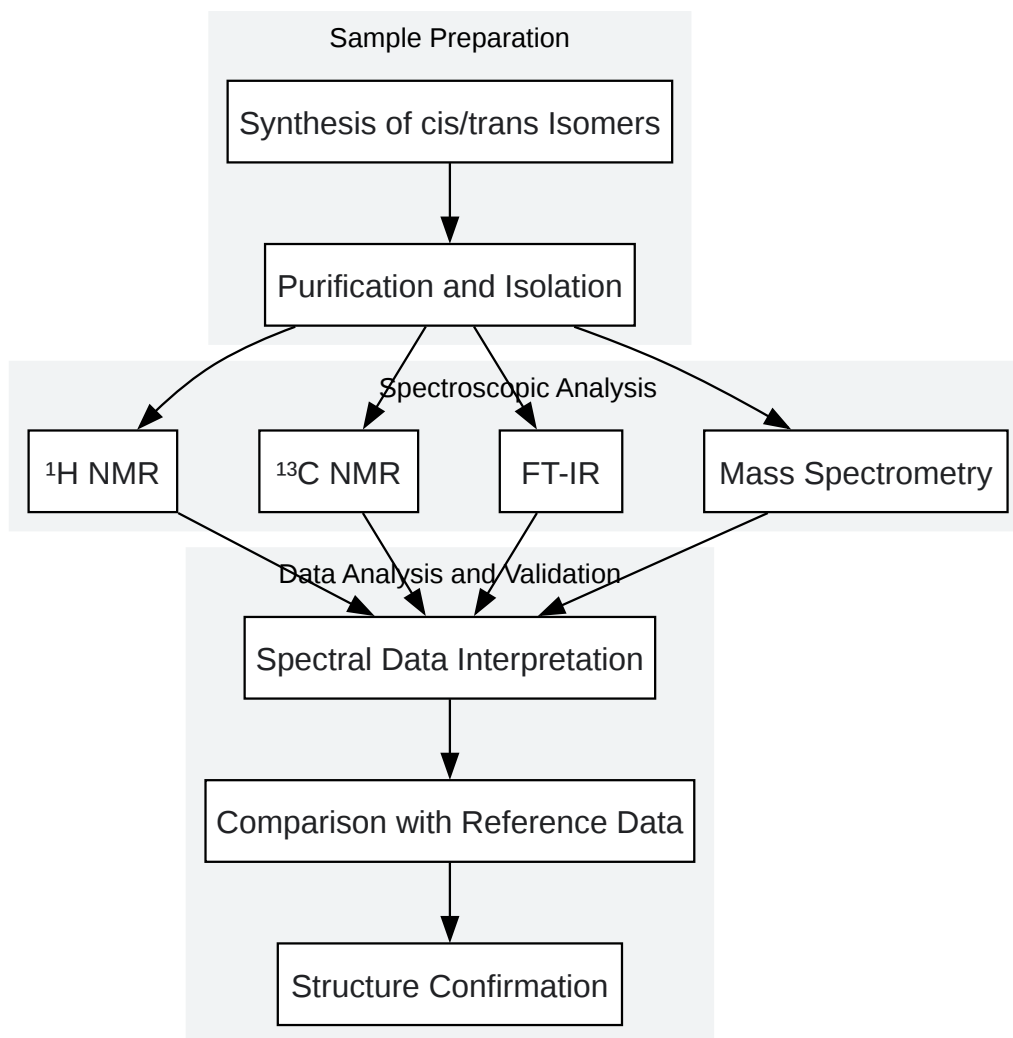 Sample Preparation
Synthesis of cis/trans Isomers
Purification and Isolation
Spectroscopic Analysis
¹H NMR
¹³C NMR
FT-IR
Mass Spectrometry
Data Analysis and Validation
Spectral Data Interpretation
Comparison with Reference Data
Structure Confirmation